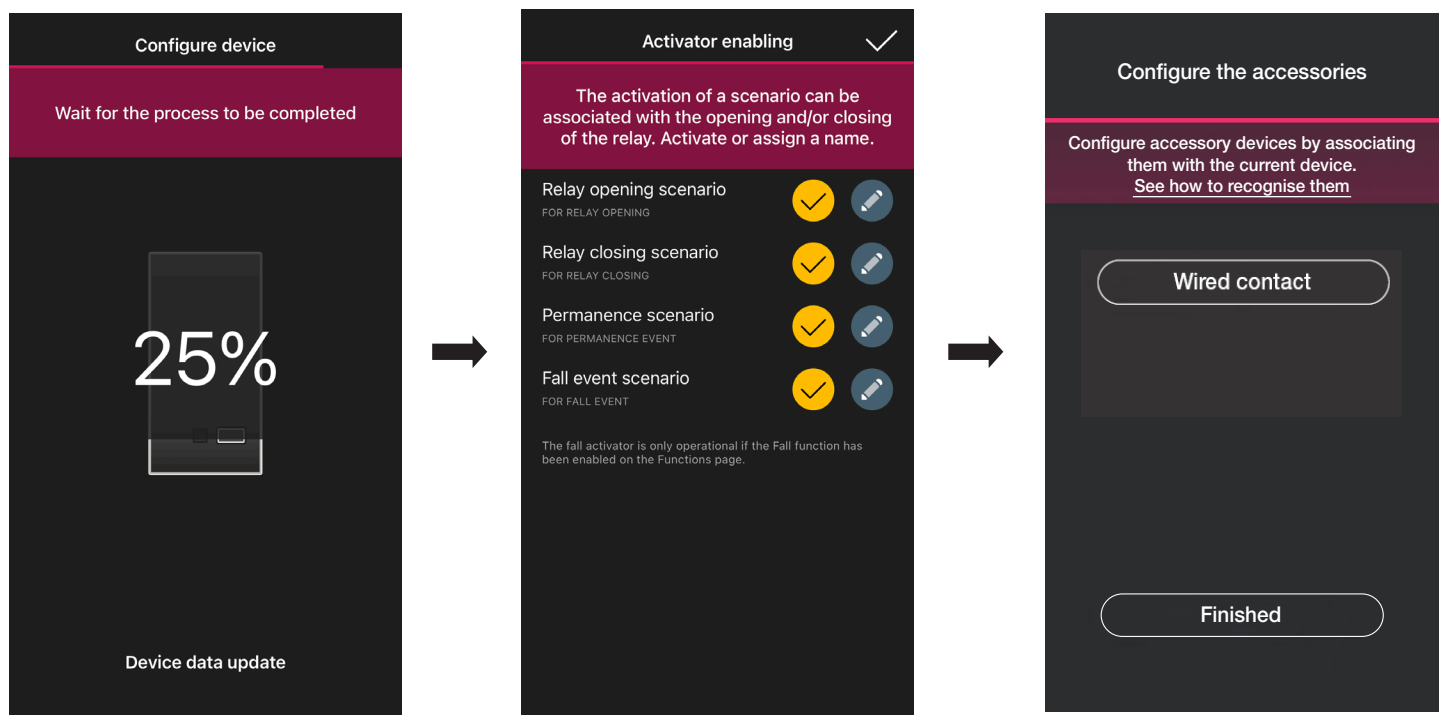 Configure device
Wait for the process to be completed
25%
Device data update
Activator enabling
The activation of a scenario can be
associated with the opening and/or closing
of the relay. Activate or assign a name.
Relay opening scenario
FOR RELAY OPENING
Relay closing scenario
FOR RELAY CLOSING
Permanence scenario
FOR PERMANENCE EVENT
Fall event scenario
FOR FALL EVENT
The fall activator is only operational if the Fall function has
been enabled on the Functions page.
Configure the accessories
Configure accessory devices by associating
them with the current device.
See how to recognise them
Wired contact
Finished